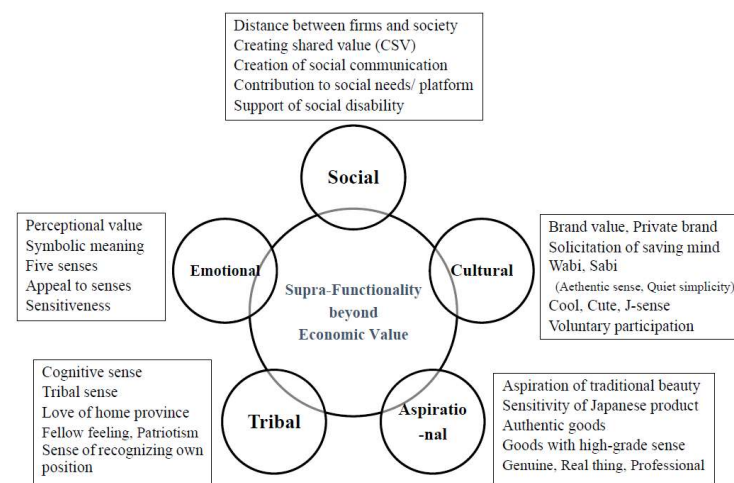 Distance between firms and society
Creating shared value (CSV)
Creation of social communication
Contribution to social needs/ platform
Support of social disability
Social
Perceptional value
Symbolic meaning
Five senses
Appeal to senses
Sensitiveness
Emotional
Supra-Functionality
beyond
Economic Value
Cultural
Brand value, Private brand
Solicitation of saving mind
Wabi, Sabi
(Aethentic sense, Quiet simplicity)
Cool, Cute, J-sense
Voluntary participation
Cognitive sense
Tribal sense
Love of home province
Fellow feeling, Patriotism
Sense of recognizing own
position
Tribal
Aspiratio
-nal
Aspiration of traditional beauty
Sensitivity of Japanese product
Authentic goods
Goods with high-grade sense
Genuine, Real thing, Professional